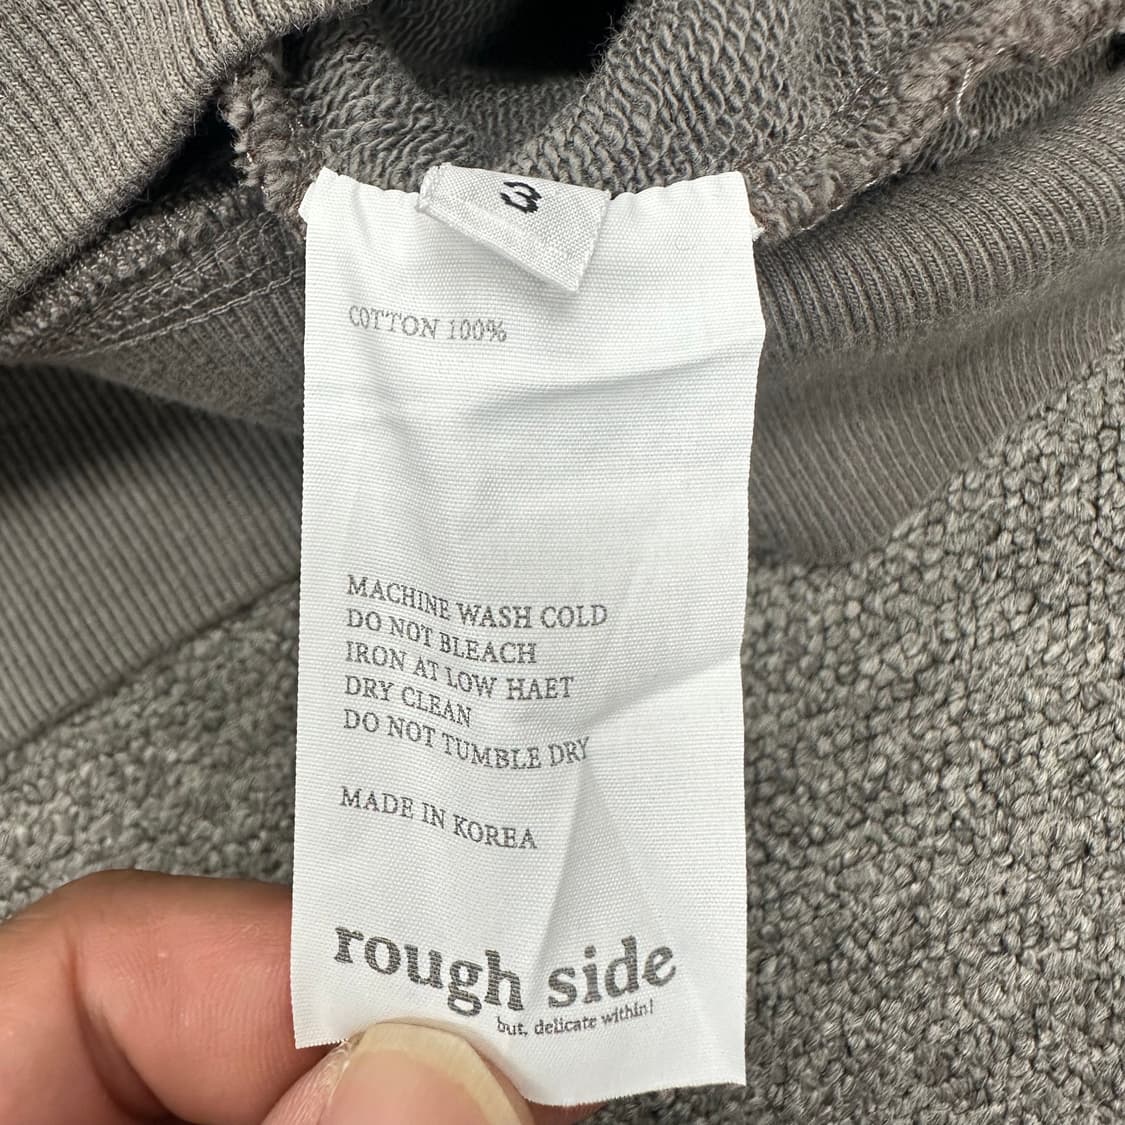 3
COTTON 100%
MACHINE WASH COLD
DO NOT BLEACH
IRON AT LOW HAET
DRY CLEAN
DO NOT TUMBLE DRY
MADE IN KOREA
rough side
but, delicate within!